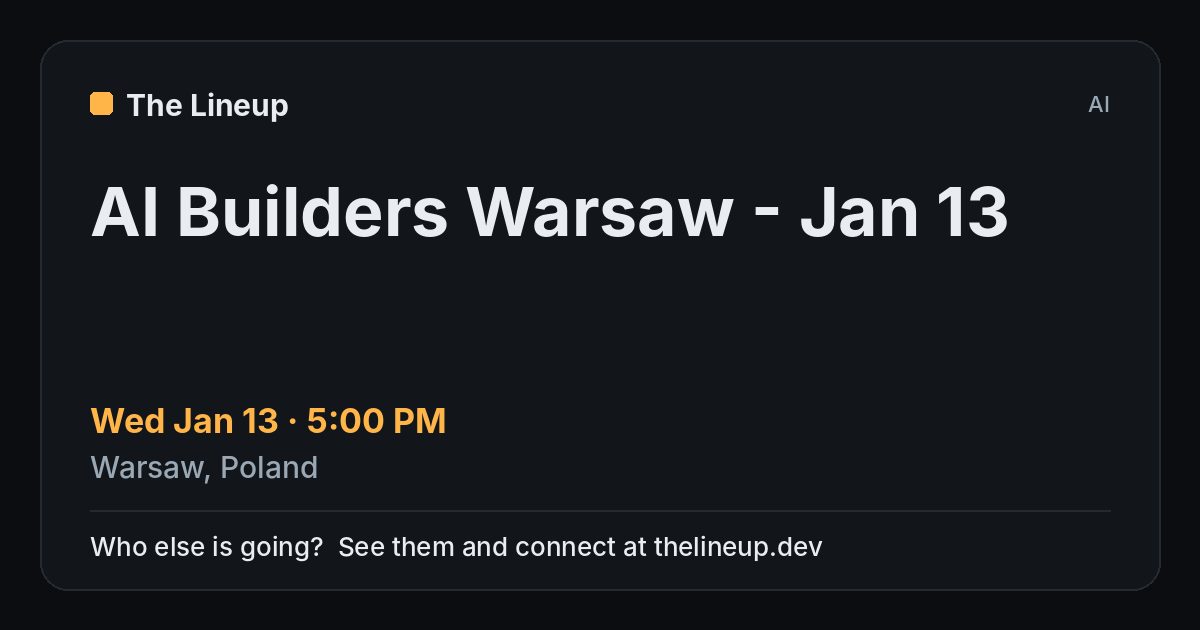 The Lineup
AI
AI Builders Warsaw - Jan 13
Wed Jan 13 · 5:00 PM
Warsaw, Poland
Who else is going? See them and connect at thelineup.dev